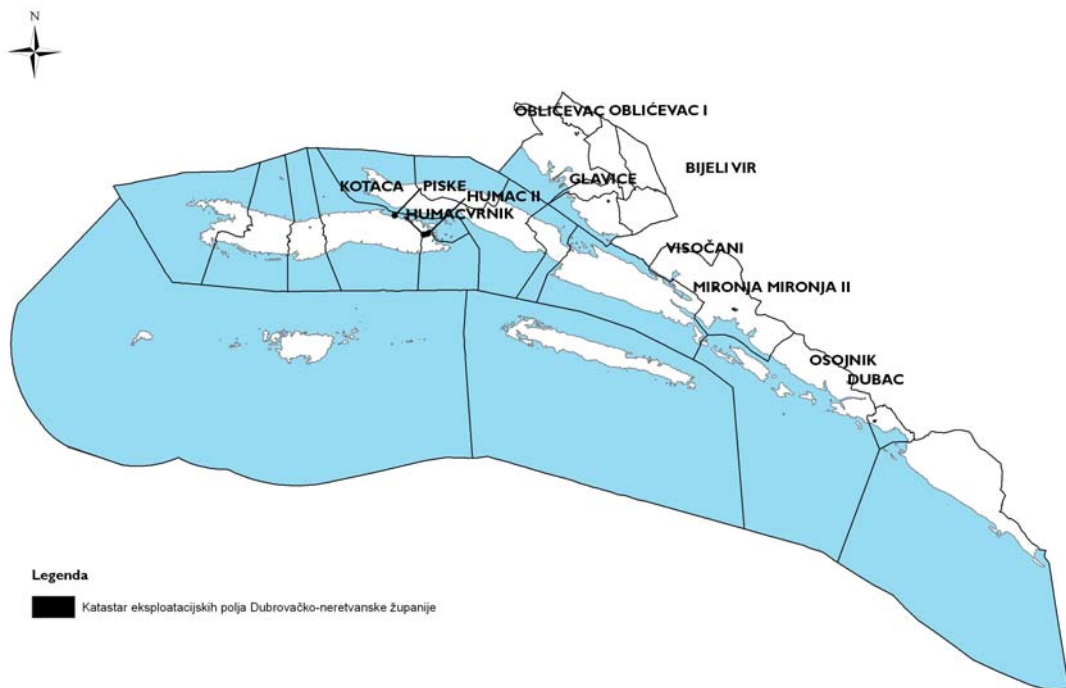 N
OBLIĆEVAC OBLIĆEVAC I
BIJELI VIR
GLAVICE
KOTACA
PISKE
HUMAC II
HUMAC
VRNIK
VISOČANI
MIRONJA MIRONJA II
OSOJNIK
DUBAC
Legenda
Katastar eksploatacijskih polja Dubrovačko-neretvanske županije